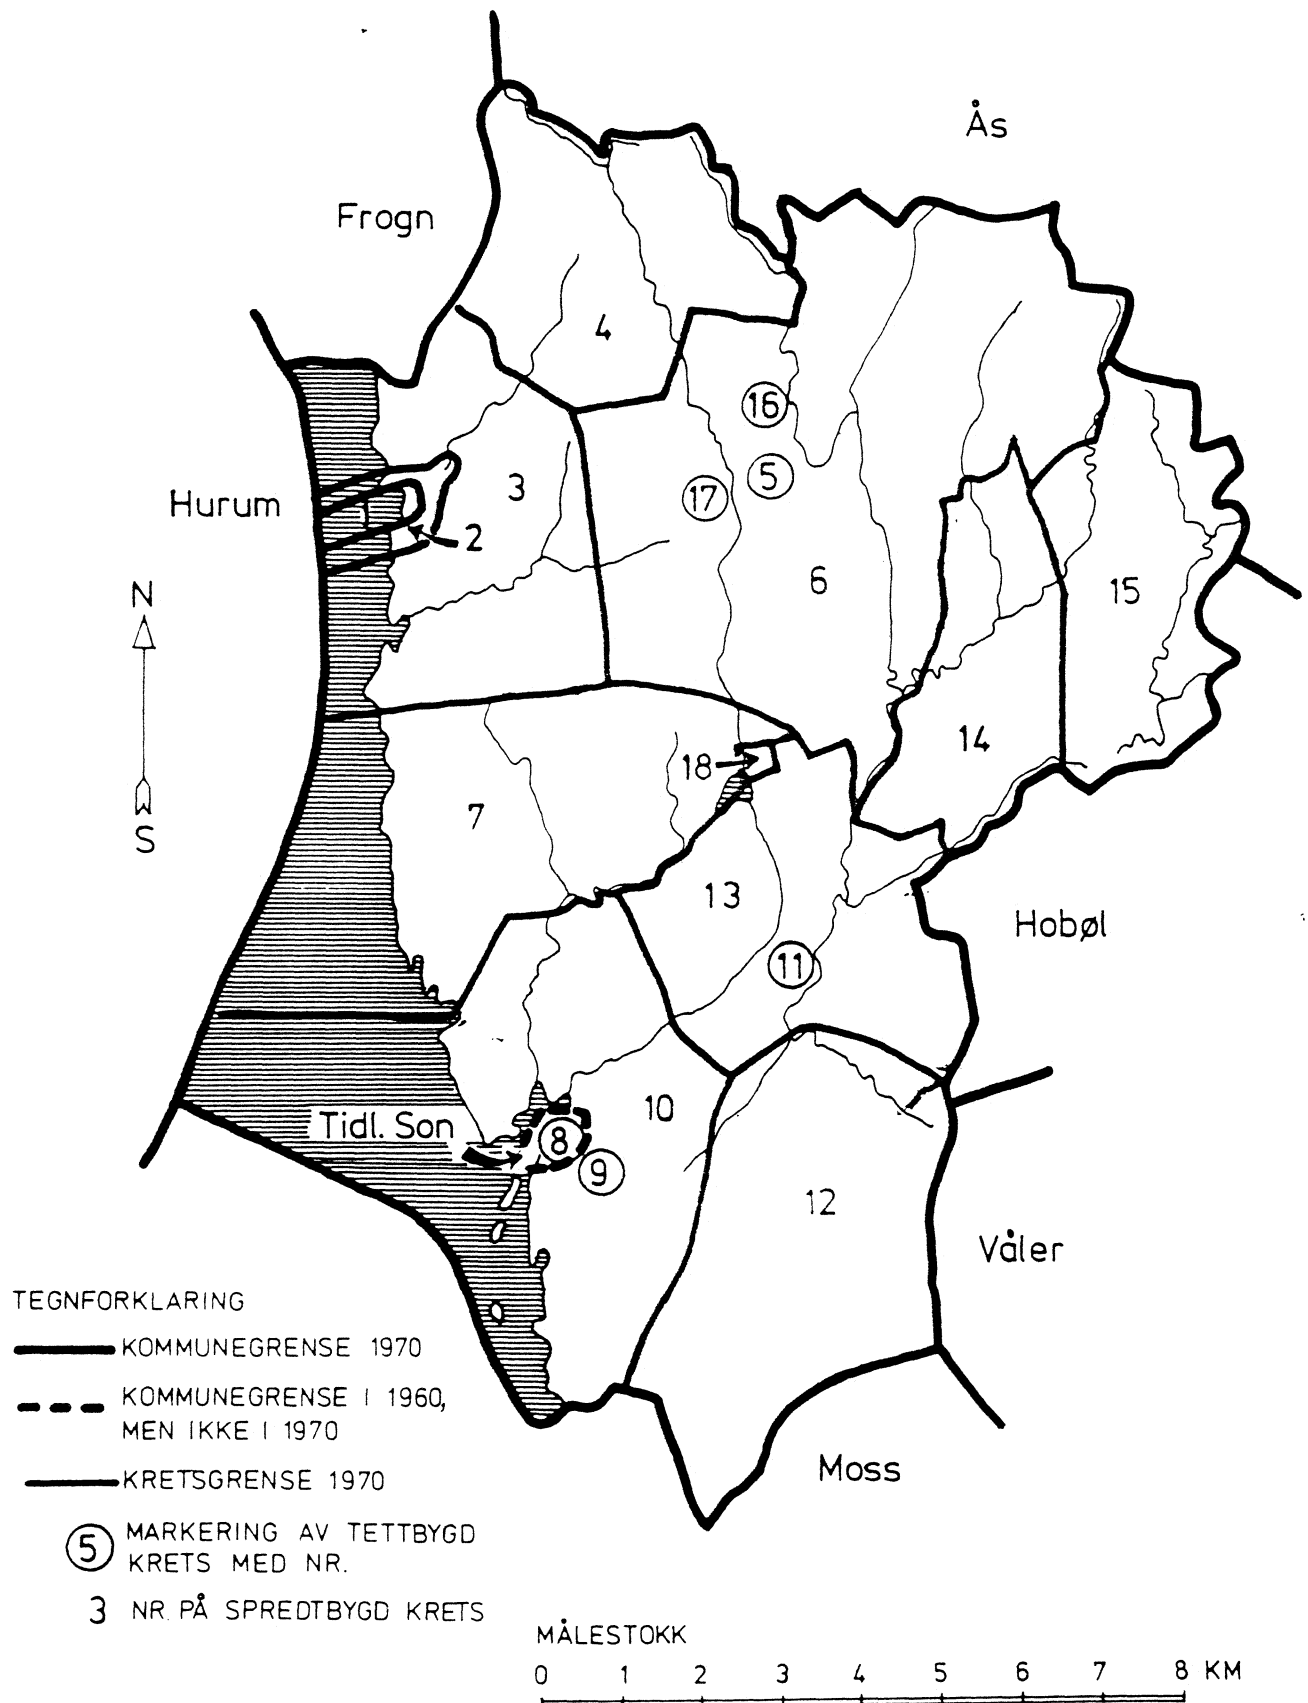 Ås
Frogn
4
16
5
3
17
Hurum
2
N
6
15
14
18
7
S
13
Hobøl
11
10
Tidl. Son
8
9
12
Våler
TEGNFORKLARING
KOMMUNEGRENSE 1970
KOMMUNEGRENSE I 1960,
MEN IKKE I 1970
KRETSGRENSE 1970
Moss
5 MARKERING AV TETTBYGD
KRETS MED NR.
3 NR. PÅ SPREDTBYGD KRETS
MÅLESTOKK
0 1 2 3 4 5 6 7 8 KM